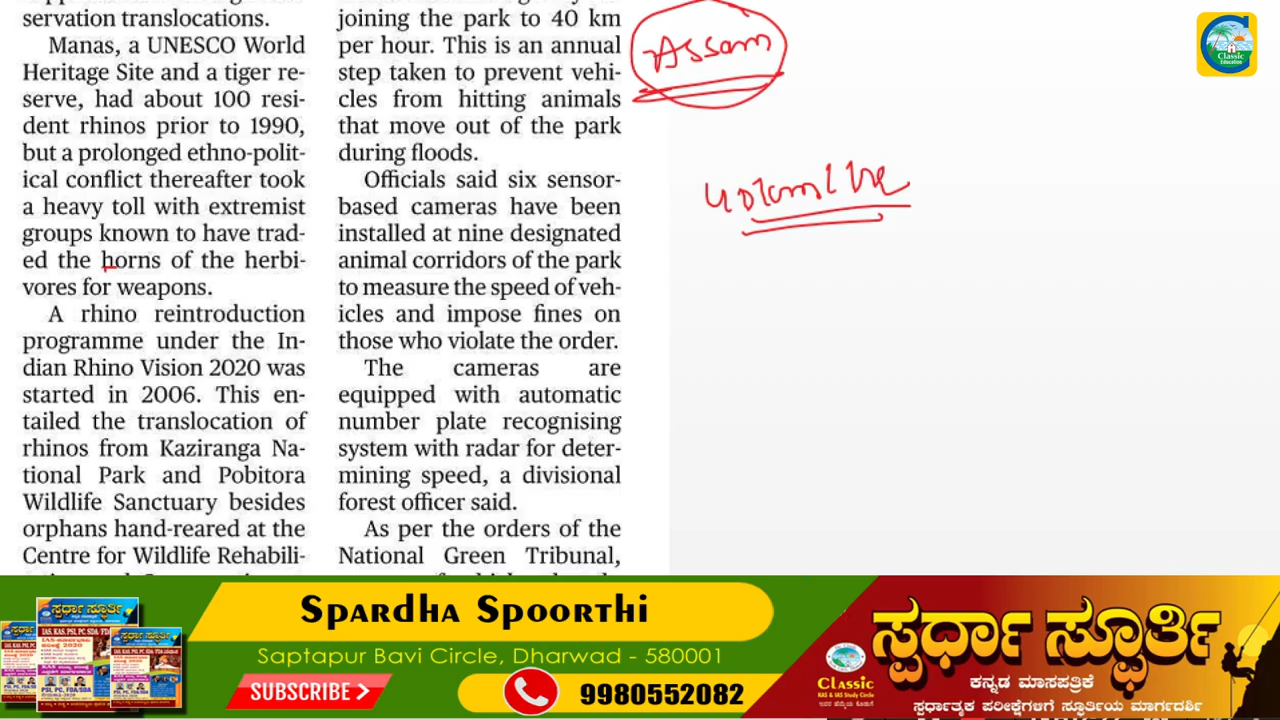 servation translocations.
Manas, a UNESCO World
Heritage Site and a tiger re-
serve, had about 100 resi-
dent rhinos prior to 1990,
but a prolonged ethno-polit-
ical conflict thereafter took
a heavy toll with extremist
groups known to have trad-
ed the horns of the herbi-
vores for weapons.
A rhino reintroduction
programme under the In-
dian Rhino Vision 2020 was
started in 2006. This en-
tailed the translocation of
rhinos from Kaziranga Na-
tional Park and Pobitora
Wildlife Sanctuary besides
orphans hand-reared at the
Centre for Wildlife Rehabili-
joining the park to 40 km
per hour. This is an annual
step taken to prevent vehi-
cles from hitting animals
that move out of the park
during floods.
Officials said six sensor-
based cameras have been
installed at nine designated
animal corridors of the park
to measure the speed of veh-
icles and impose fines on
those who violate the order.
The cameras are
equipped with automatic
number plate recognising
system with radar for deter-
mining speed, a divisional
forest officer said.
As per the orders of the
National Green Tribunal,
Assam
Classic
Education
Spardha Spoorthi
Saptapur Bavi Circle, Dharwad - 580001
SUBSCRIBE
9980552082
ಸ್ಪರ್ಧಾ ಸ್ಫೂರ್ತಿ
ಕನ್ನಡ ಮಾಸಪತ್ರಿಕೆ
ಸ್ಪರ್ಧಾತ್ಮಕ ಪರೀಕ್ಷೆಗಳಿಗೆ ಸ್ಫೂರ್ತಿಯ ಮಾರ್ಗದರ್ಶಿ
Classic
KAS & IAS Study Circle